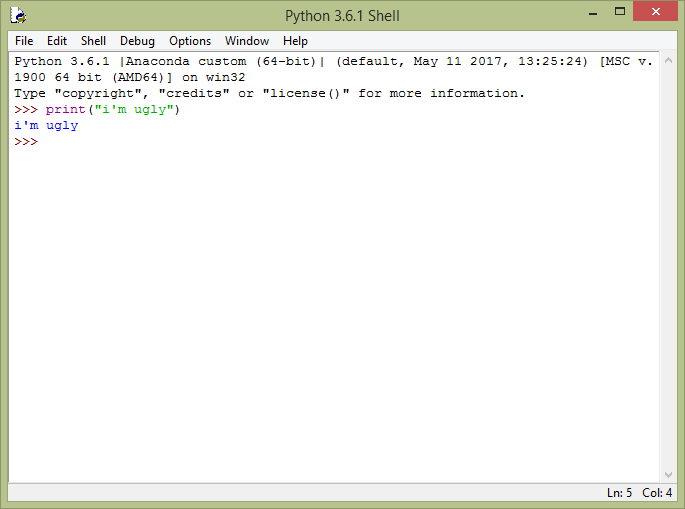 Python 3.6.1 Shell
File Edit Shell Debug Options Window Help
Python 3.6.1 |Anaconda custom (64-bit)| (default, May 11 2017, 13:25:24) [MSC v.
1900 64 bit (AMD64)] on win32
Type "copyright", "credits" or "license()" for more information.
>>> print("i'm ugly")
i'm ugly
>>>
Ln: 5 Col: 4